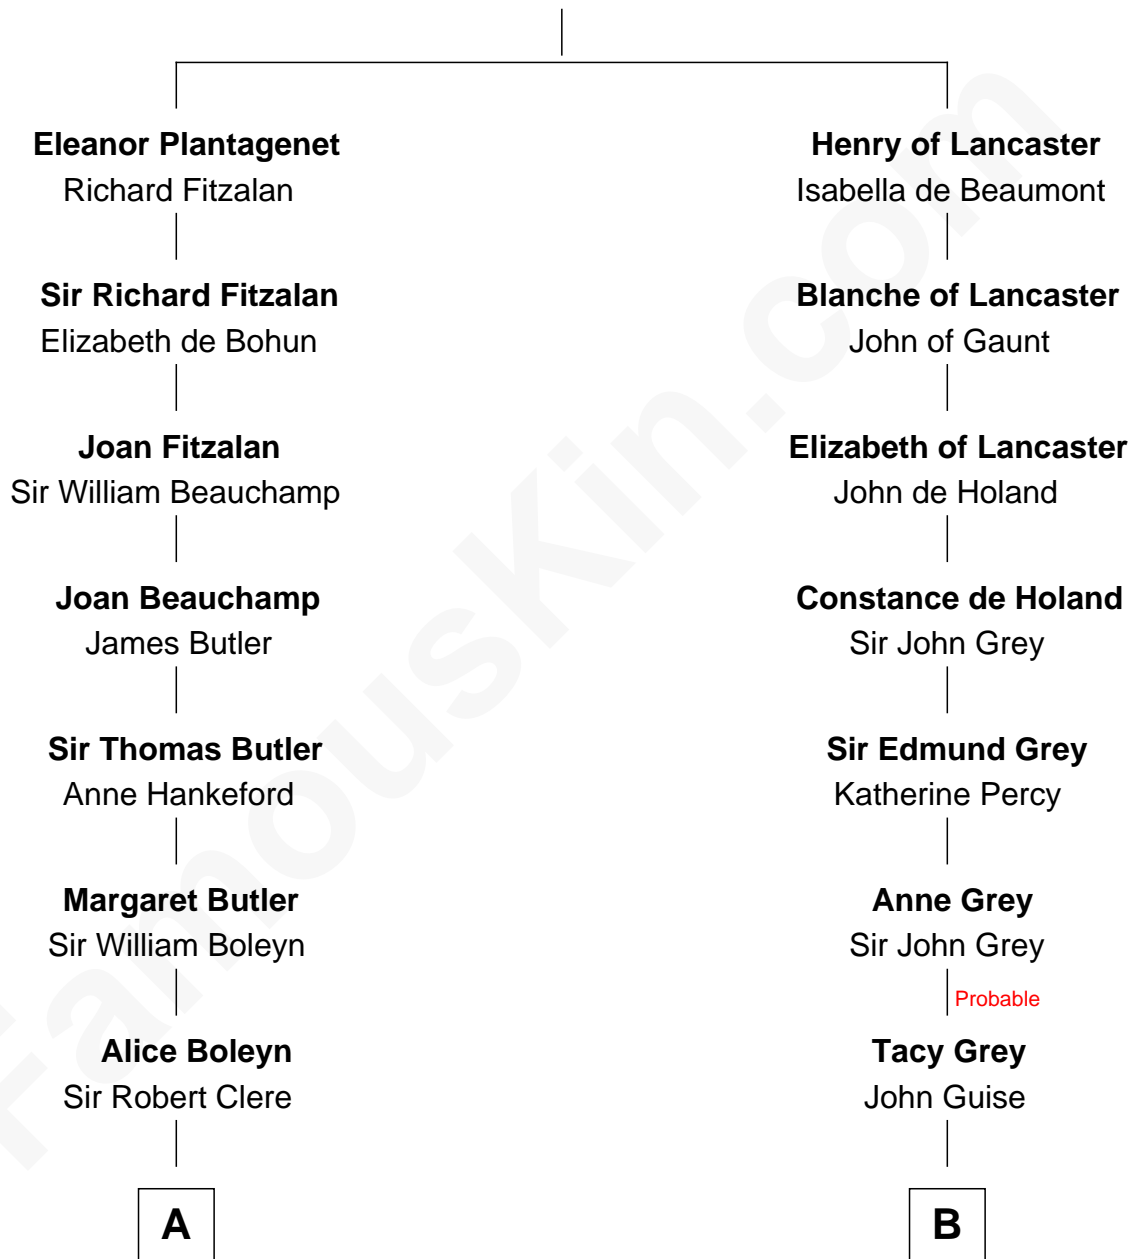 Eleanor Plantagenet
Richard Fitzalan
Sir Richard Fitzalan
Elizabeth de Bohun
Joan Fitzalan
Sir William Beauchamp
Joan Beauchamp
James Butler
Sir Thomas Butler
Anne Hankeford
Margaret Butler
Sir William Boleyn
Alice Boleyn
Sir Robert Clere
A
Henry of Lancaster
Isabella de Beaumont
Blanche of Lancaster
John of Gaunt
Elizabeth of Lancaster
John de Holand
Constance de Holand
Sir John Grey
Sir Edmund Grey
Katherine Percy
Anne Grey
Sir John Grey
Probable
Tacy Grey
John Guise
B
FamousKin.com